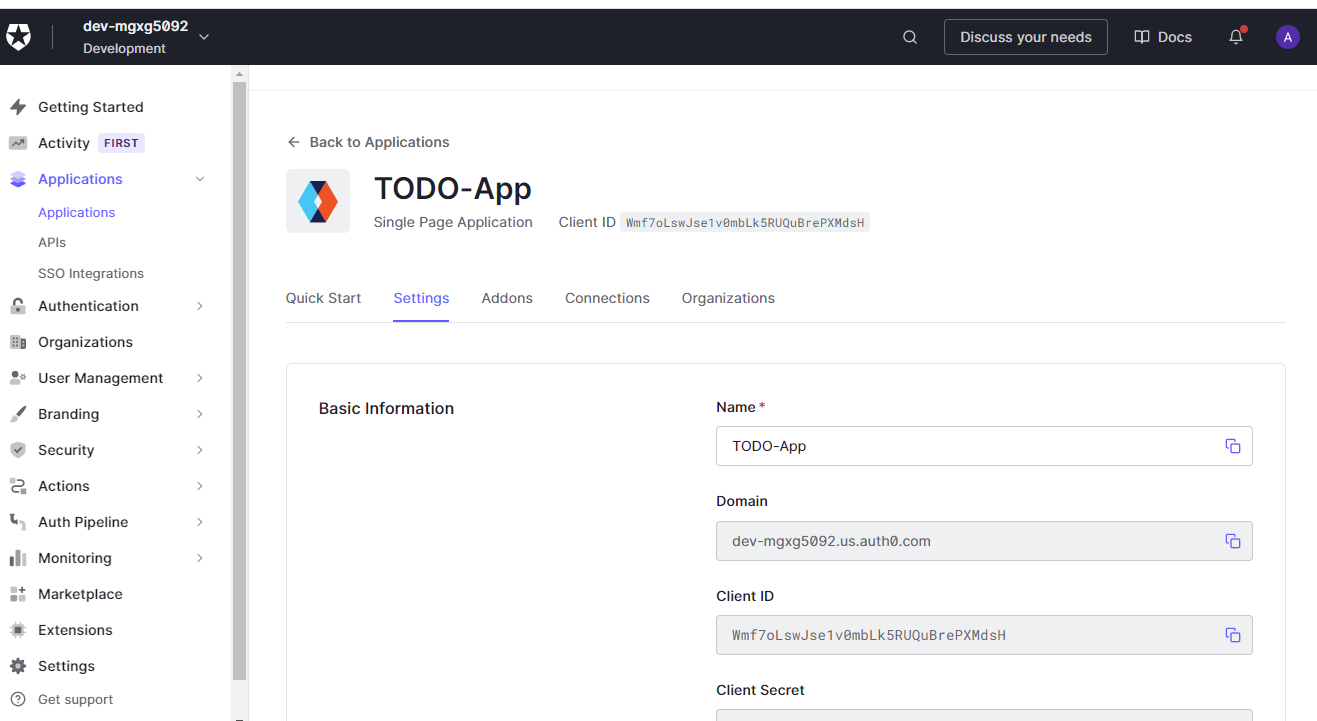 dev-mgxg5092
Development
Discuss your needs
Docs
A
Getting Started
Activity FIRST
Applications
Applications
APIs
SSO Integrations
Authentication
Organizations
User Management
Branding
Security
Actions
Auth Pipeline
Monitoring
Marketplace
Extensions
Settings
Get support
Back to Applications
TODO-App
Single Page Application Client ID Wmf7oLswJse1v0mbLk5RUQuBrePXMdsH
Quick Start Settings Addons Connections Organizations
Basic Information
Name *
TODO-App
Domain
dev-mgxg5092.us.auth0.com
Client ID
Wmf7oLswJse1v0mbLk5RUQuBrePXMdsH
Client Secret